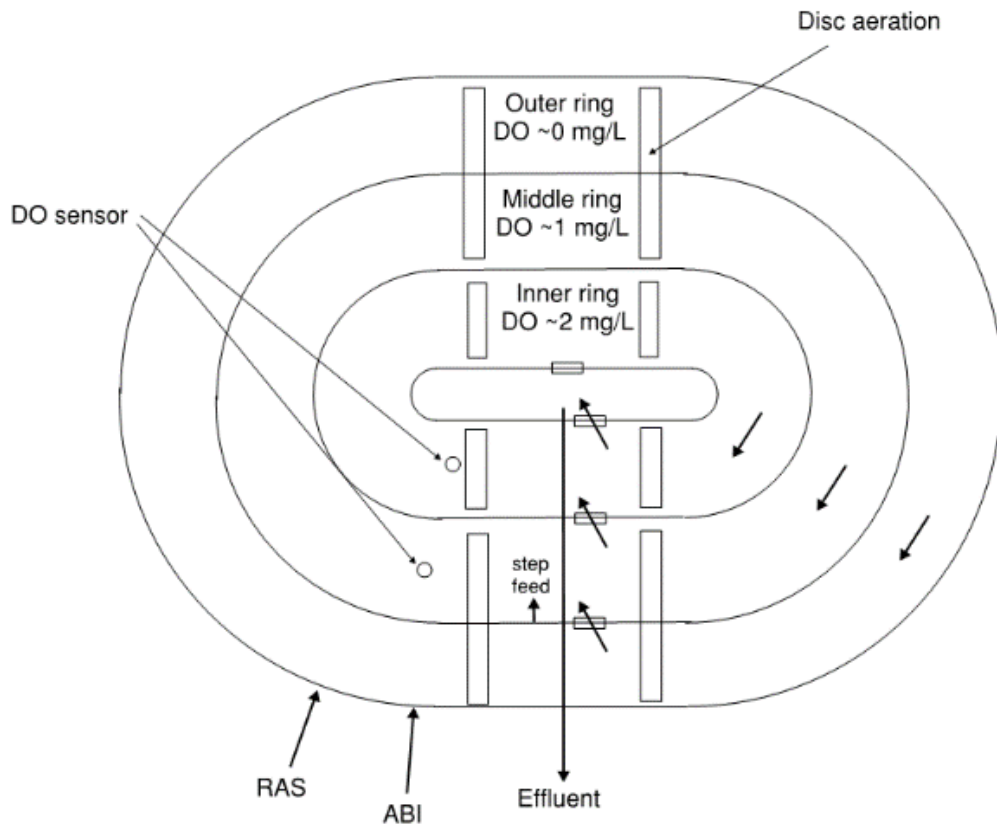 Disc aeration
Outer ring
DO ~0 mg/L
Middle ring
DO ~1 mg/L
DO sensor
Inner ring
DO ~2 mg/L
step
feed
RAS
ABI
Effluent